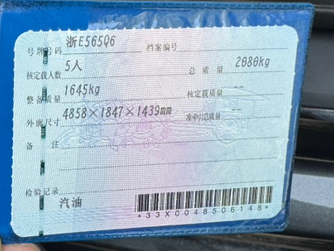 号牌号码 浙E565Q6 档案编号
核定载人数 5人 总质量 2080kg
整备质量 1645kg 核定载质量
外廓尺寸 4858×1847×1439mm 准牵引总质量
备注
检验记录
汽油
*33X0048506148*